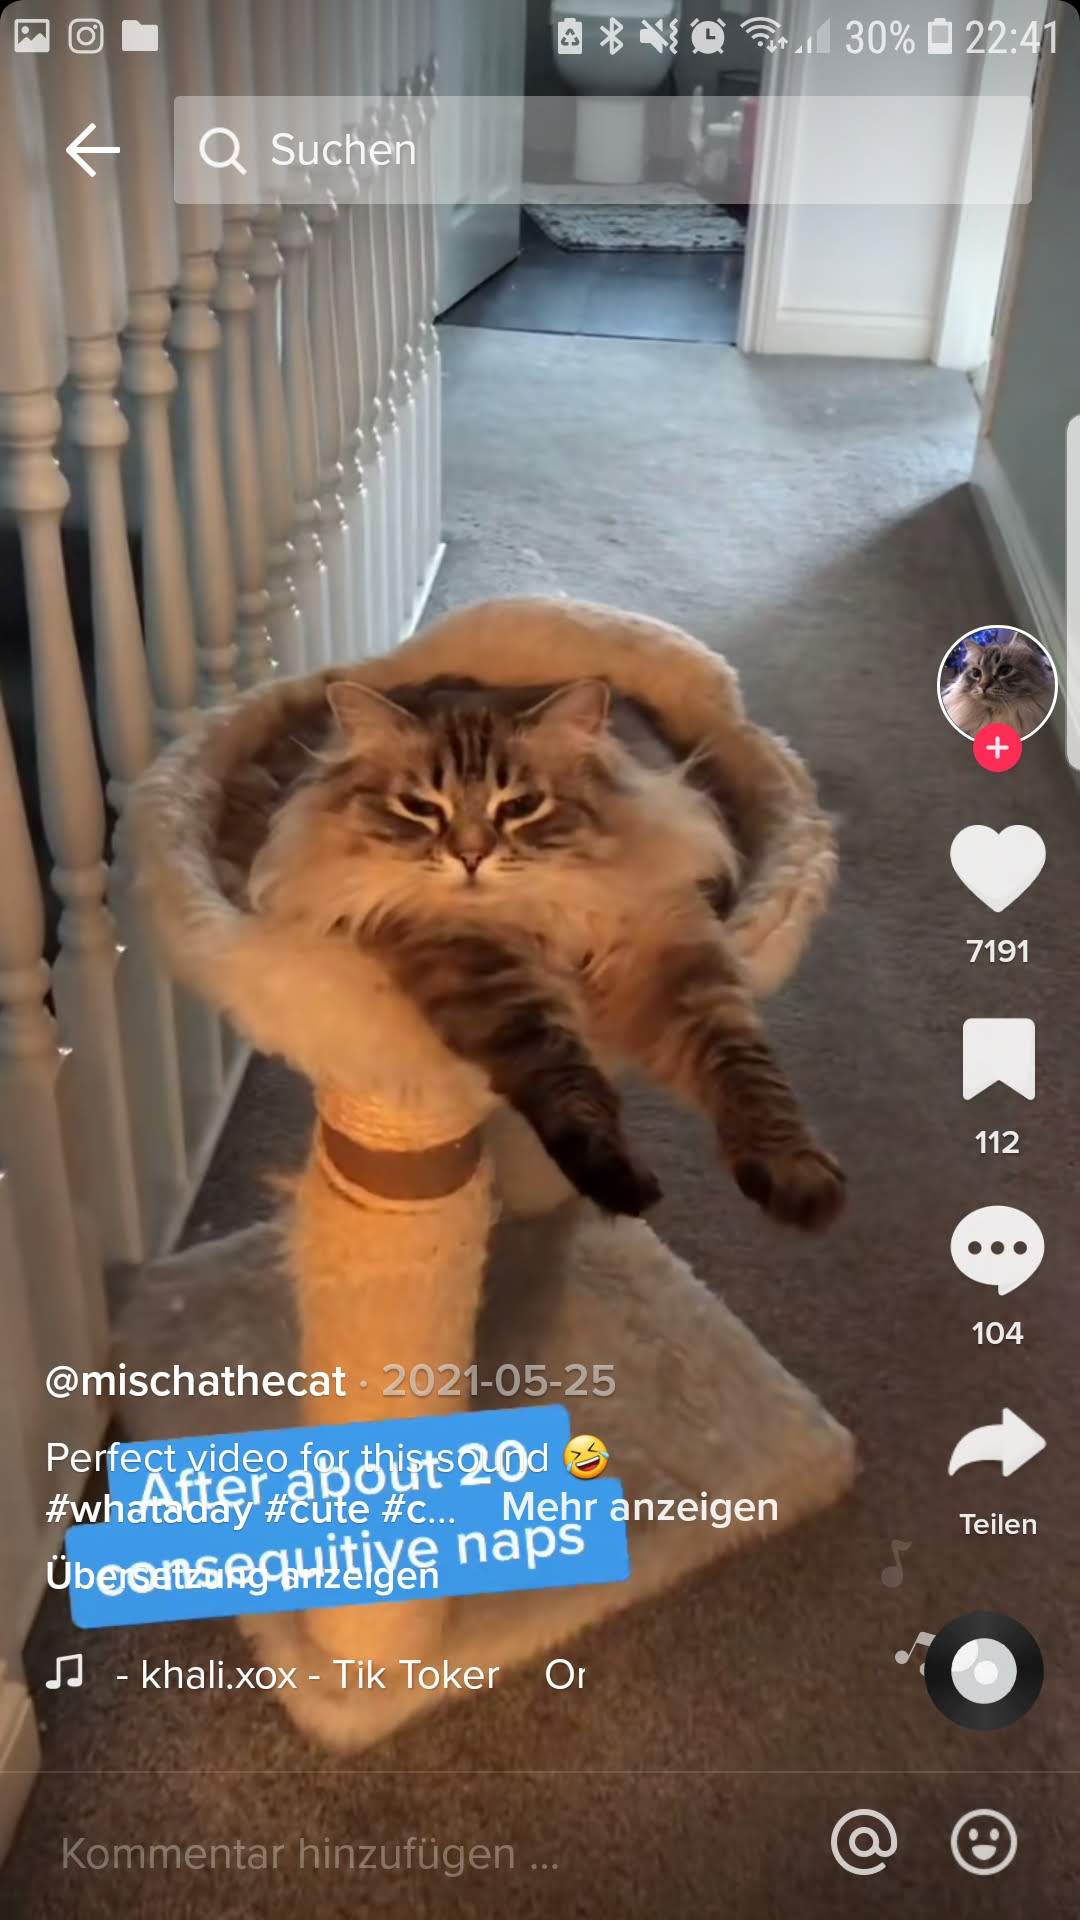 30% 22:41
Suchen
7191
112
104
@mischathecat · 2021-05-25
Perfect video for this sound 🤣
#whataday #cute #c... Mehr anzeigen
After about 20
consequitive naps
Übersetzung anzeigen
Teilen
- khali.xox - Tik Toker Or
Kommentar hinzufügen ...